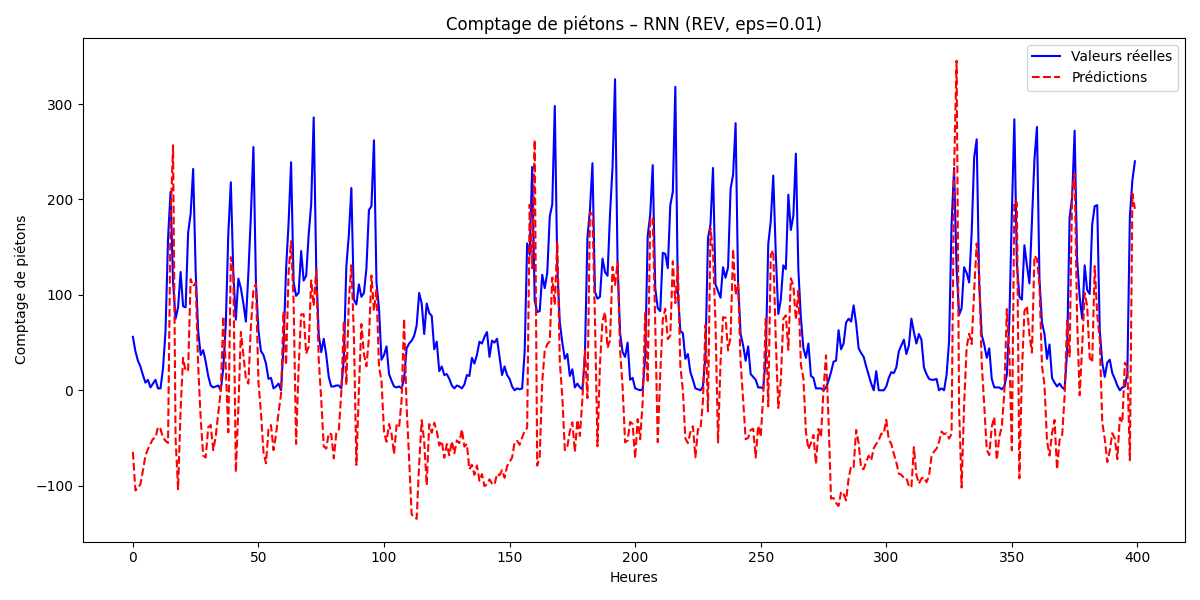 Comptage de piétons – RNN (REV, eps=0.01)
Valeurs réelles
Prédictions
Comptage de piétons
300
200
100
0
−100
0 50 100 150 200 250 300 350 400
Heures